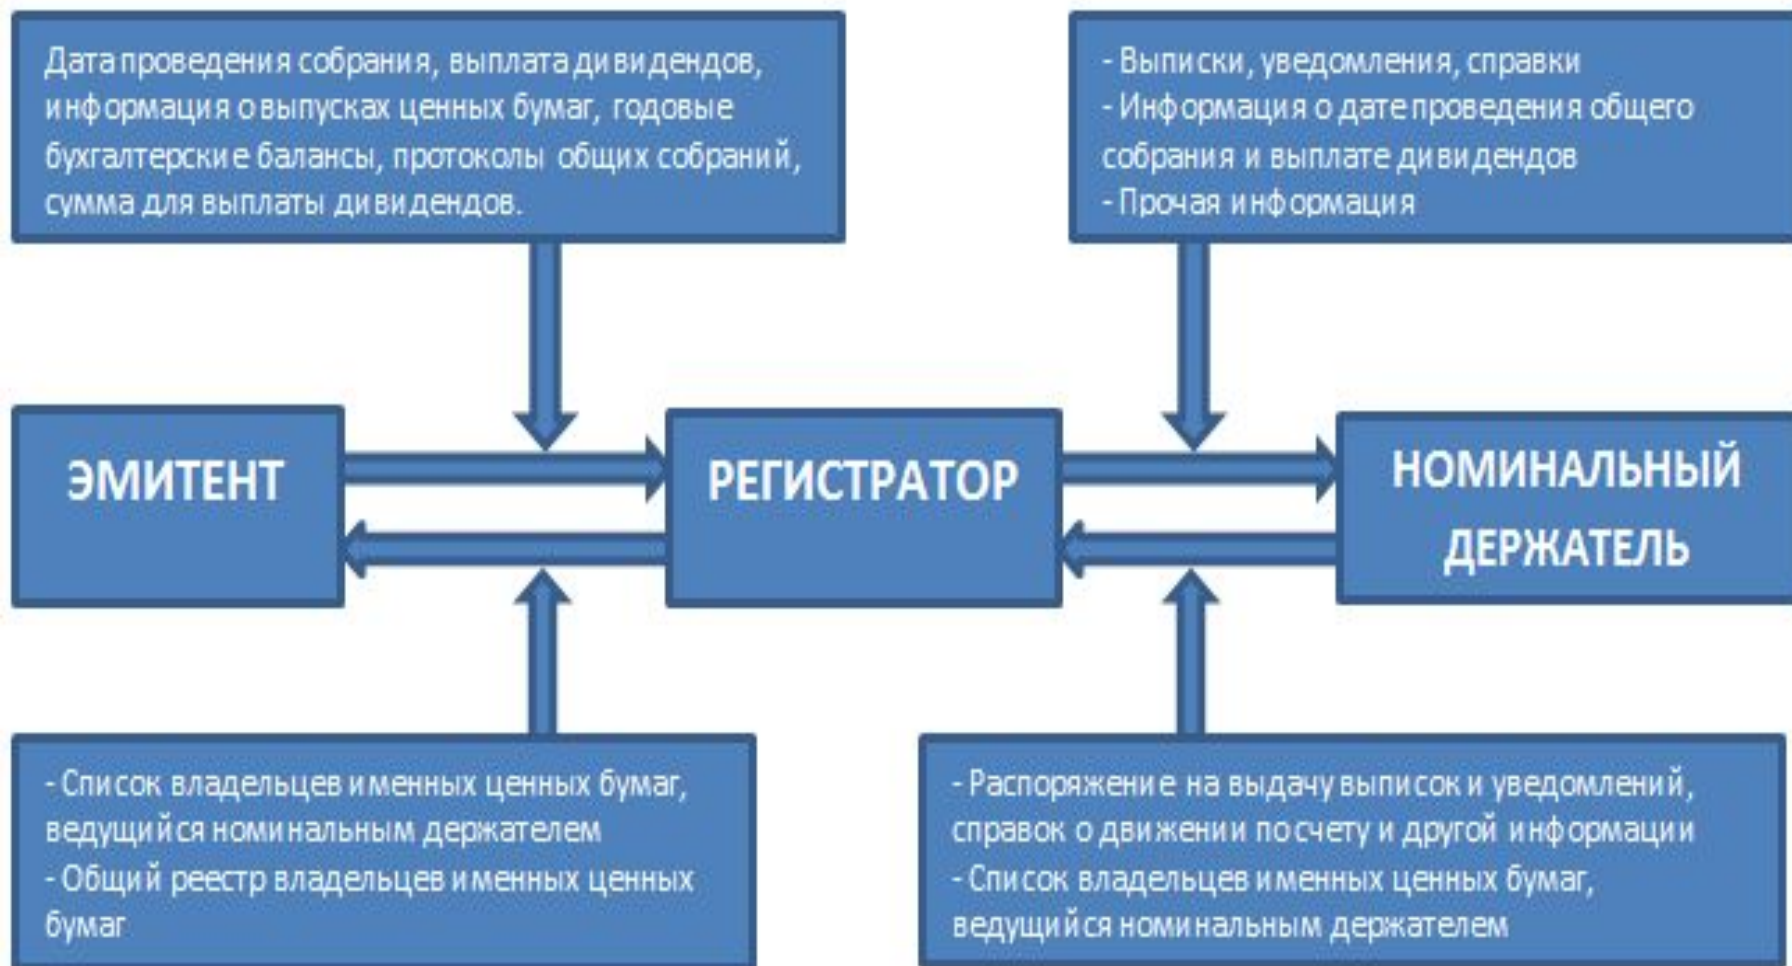 Дата проведения собрания, выплата дивидендов,
информация о выпусках ценных бумаг, годовые
бухгалтерские балансы, протоколы общих собраний,
сумма для выплаты дивидендов.
- Выписки, уведомления, справки
- Информация о дате проведения общего
собрания и выплате дивидендов
- Прочая информация
ЭМИТЕНТ
РЕГИСТРАТОР
НОМИНАЛЬНЫЙ
ДЕРЖАТЕЛЬ
- Список владельцев именных ценных бумаг,
ведущийся номинальным держателем
- Общий реестр владельцев именных ценных
бумаг
- Распоряжение на выдачу выписок и уведомлений,
справок о движении по счету и другой информации
- Список владельцев именных ценных бумаг,
ведущийся номинальным держателем